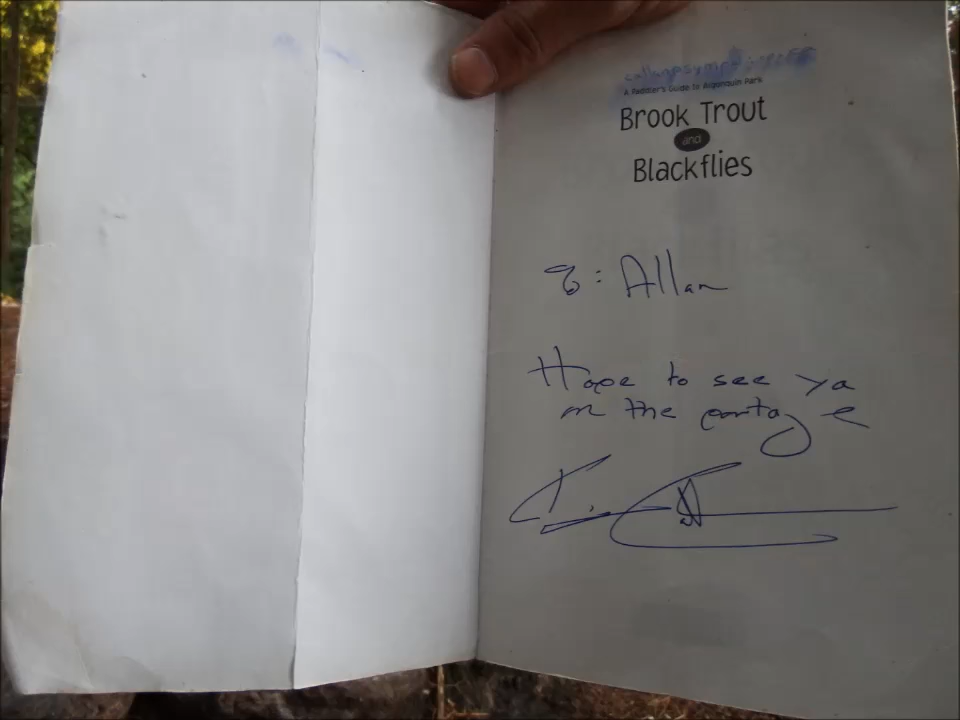 A Paddler's Guide to Algonquin Park
Brook Trout
and
Blackflies
To: Allan
Hope to see ya
on the portage